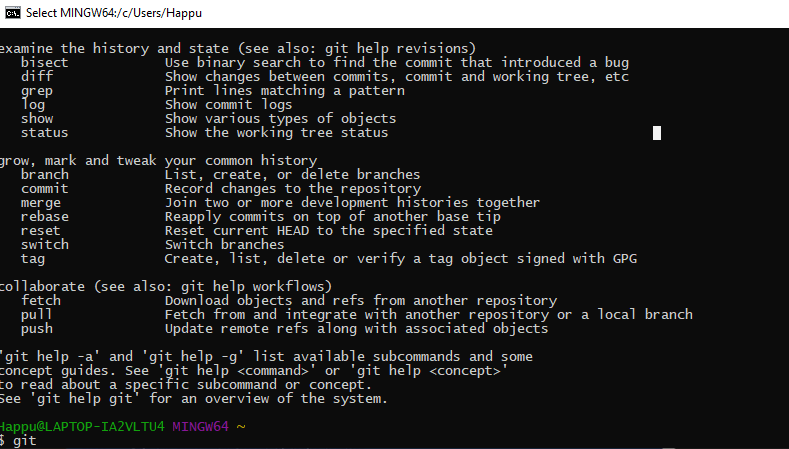 Select MINGW64:/c/Users/Happu
examine the history and state (see also: git help revisions)
   bisect            Use binary search to find the commit that introduced a bug
   diff              Show changes between commits, commit and working tree, etc
   grep              Print lines matching a pattern
   log               Show commit logs
   show              Show various types of objects
   status            Show the working tree status
grow, mark and tweak your common history
   branch            List, create, or delete branches
   commit            Record changes to the repository
   merge             Join two or more development histories together
   rebase            Reapply commits on top of another base tip
   reset             Reset current HEAD to the specified state
   switch            Switch branches
   tag               Create, list, delete or verify a tag object signed with GPG
collaborate (see also: git help workflows)
   fetch             Download objects and refs from another repository
   pull              Fetch from and integrate with another repository or a local branch
   push              Update remote refs along with associated objects
'git help -a' and 'git help -g' list available subcommands and some
concept guides. See 'git help <command>' or 'git help <concept>'
to read about a specific subcommand or concept.
See 'git help git' for an overview of the system.
Happu@LAPTOP-IA2VLTU4 MINGW64 ~
$ git